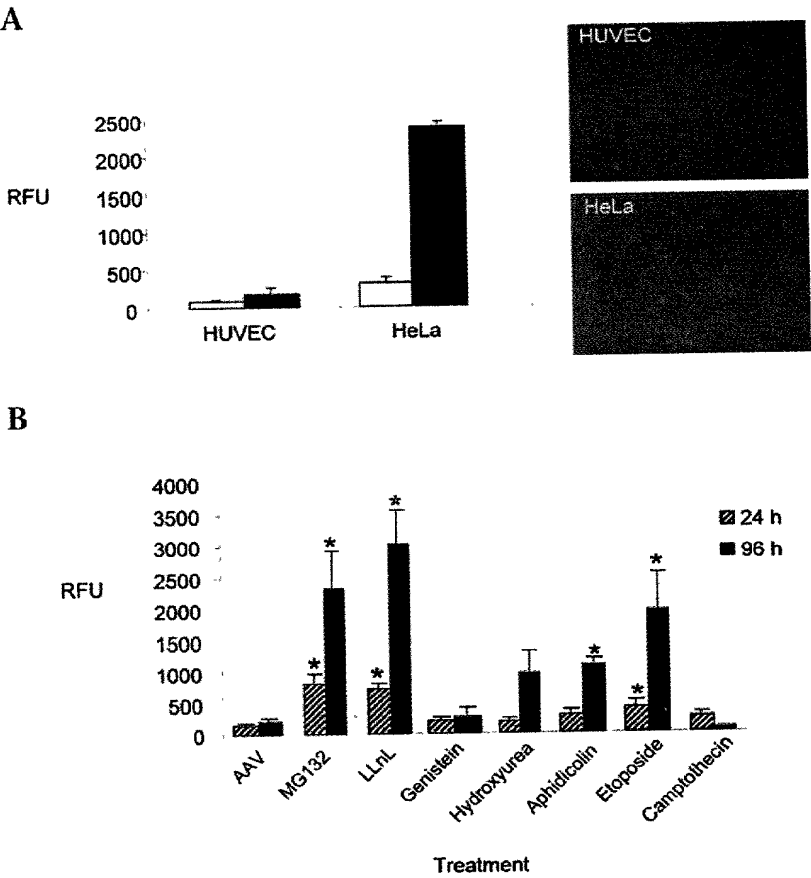 A
HUVEC
HeLa
2500
2000
1500
1000
500
0
RFU
HUVEC
HeLa
B
4000
3500
3000
2500
2000
1500
1000
500
0
RFU
24 h
96 h
* * * * * * *
AAV
MG132
LLnL
Genistein
Hydroxyurea
Aphidicolin
Etoposide
Camptothecin
Treatment